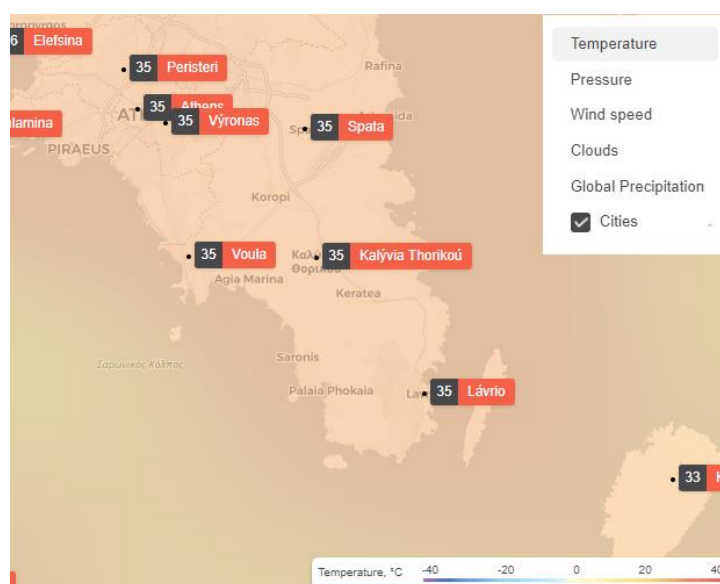 Elefsina
35 Peristeri
Rafina
35 Athens
35 Výronas
35 Spata
PIRAEUS
Koropi
35 Voula
35 Kalývia Thorikoú
Agia Marina
Keratea
Saronis
Σαρωνικός Κόλπος
Palaia Phokaia
35 Lávrio
33
Temperature
Pressure
Wind speed
Clouds
Global Precipitation
Cities
Temperature, °C -40 -20 0 20 40